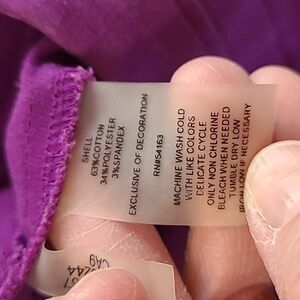 SHELL
63%COTTON
34%POLYESTER
3%SPANDEX
EXCLUSIVE OF DECORATION
RN#54163
MACHINE WASH COLD
WITH LIKE COLORS
DELICATE CYCLE
ONLY NON CHLORINE
BLEACH WHEN NEEDED
TUMBLE DRY LOW
IRON LOW IF NECESSARY
CA9